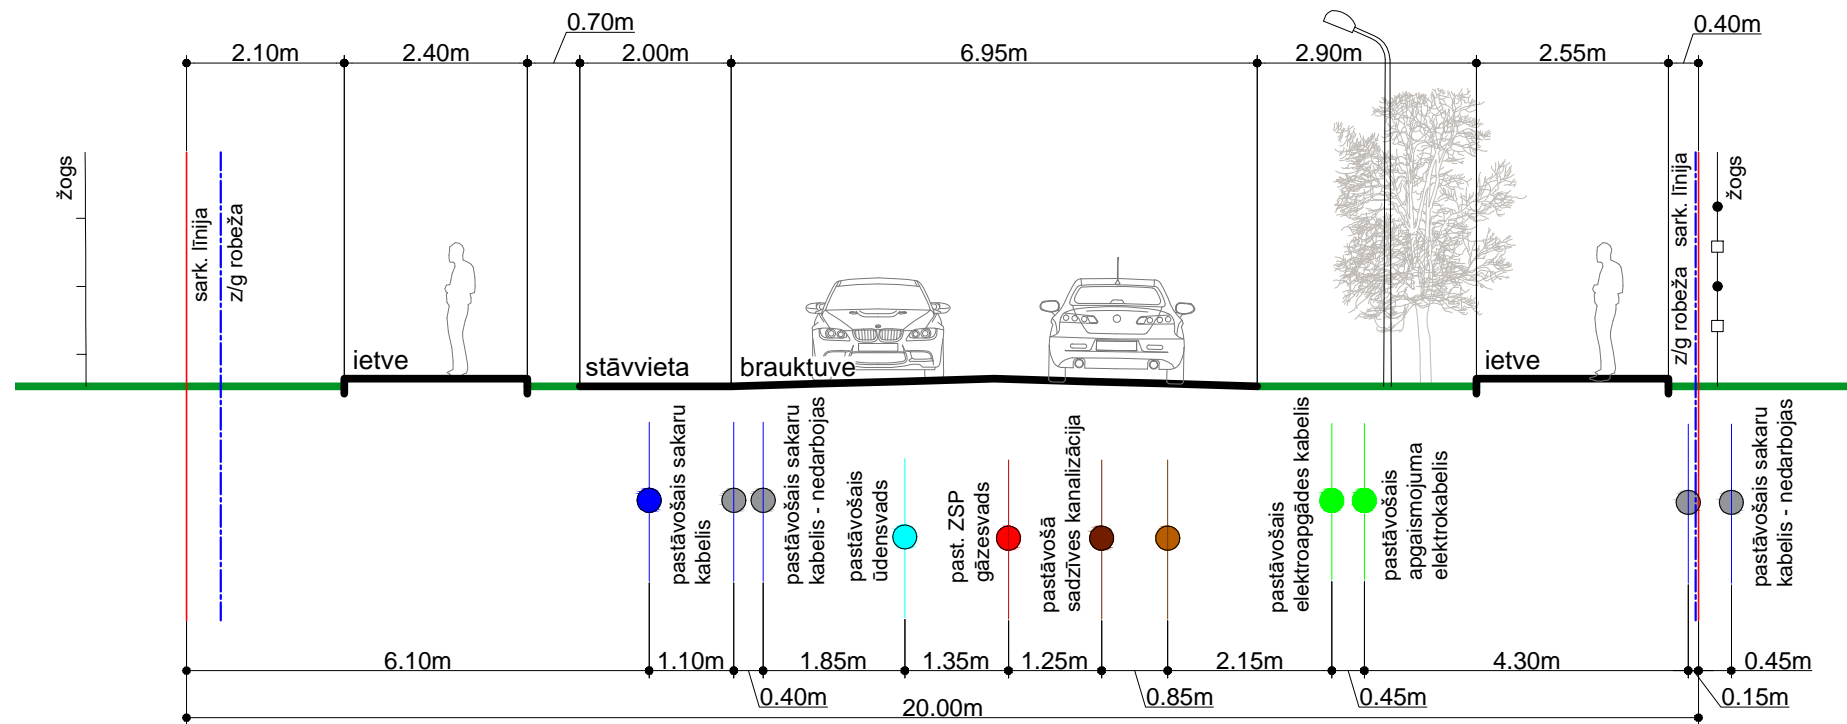 0.70m
0.40m
2.10m
2.40m
2.00m
6.95m
2.90m
2.55m
žogs
sark. līnija
z/g robeža
z/g robeža sark. līnija
žogs
ietve
stāvvieta
brauktuve
ietve
pastāvošais sakaru
kabelis
pastāvošais sakaru
kabelis - nedarbojas
pastāvošais
ūdensvads
past. ZSP
gāzesvads
pastāvošā
sadzīves kanalizācija
pastāvošais
elektroapgādes kabelis
pastāvošais
apgaismojuma
elektrokabelis
pastāvošais sakaru
kabelis - nedarbojas
6.10m
1.10m
1.85m
1.35m
1.25m
2.15m
4.30m
0.45m
0.40m
0.85m
0.45m
0.15m
20.00m